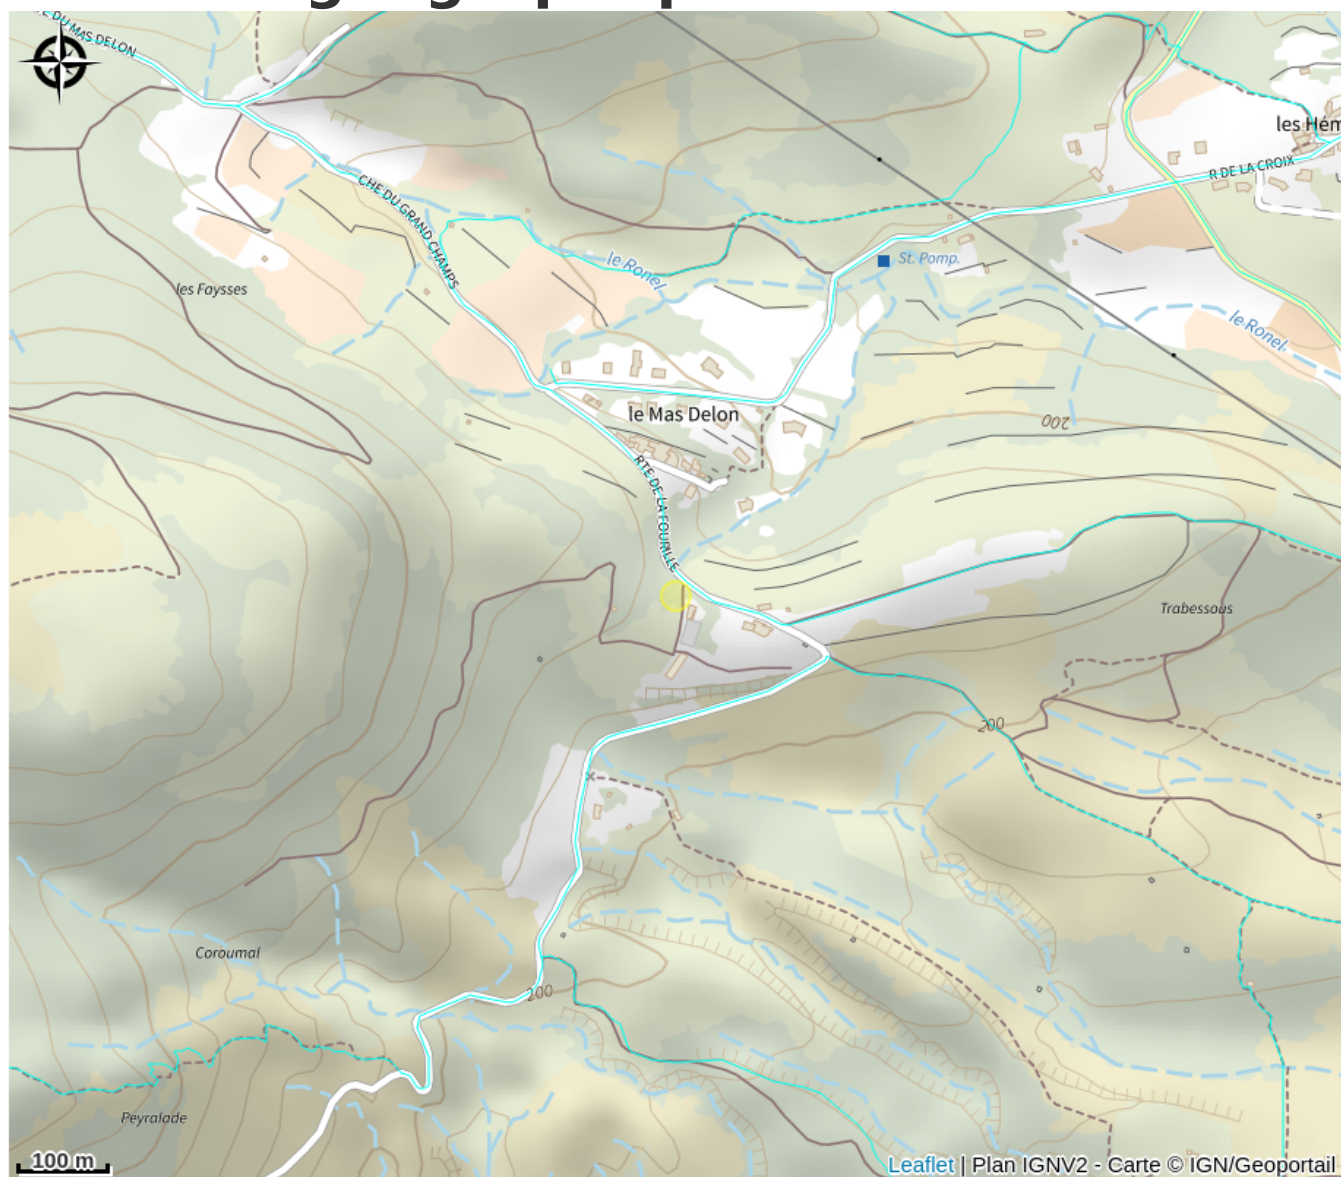 DU MAS DELON
les Hém
R DE LA CROIX
CHE DU GRAND CHAMPS
le Ronel
St. Pomp.
les Faysses
le Ronel
le Mas Delon
200
RTE DE LA FOURILLE
Trabessous
200
Coroumal
200
Peyralade
100 m
Leaflet | Plan IGNV2 - Carte © IGN/Geoportail